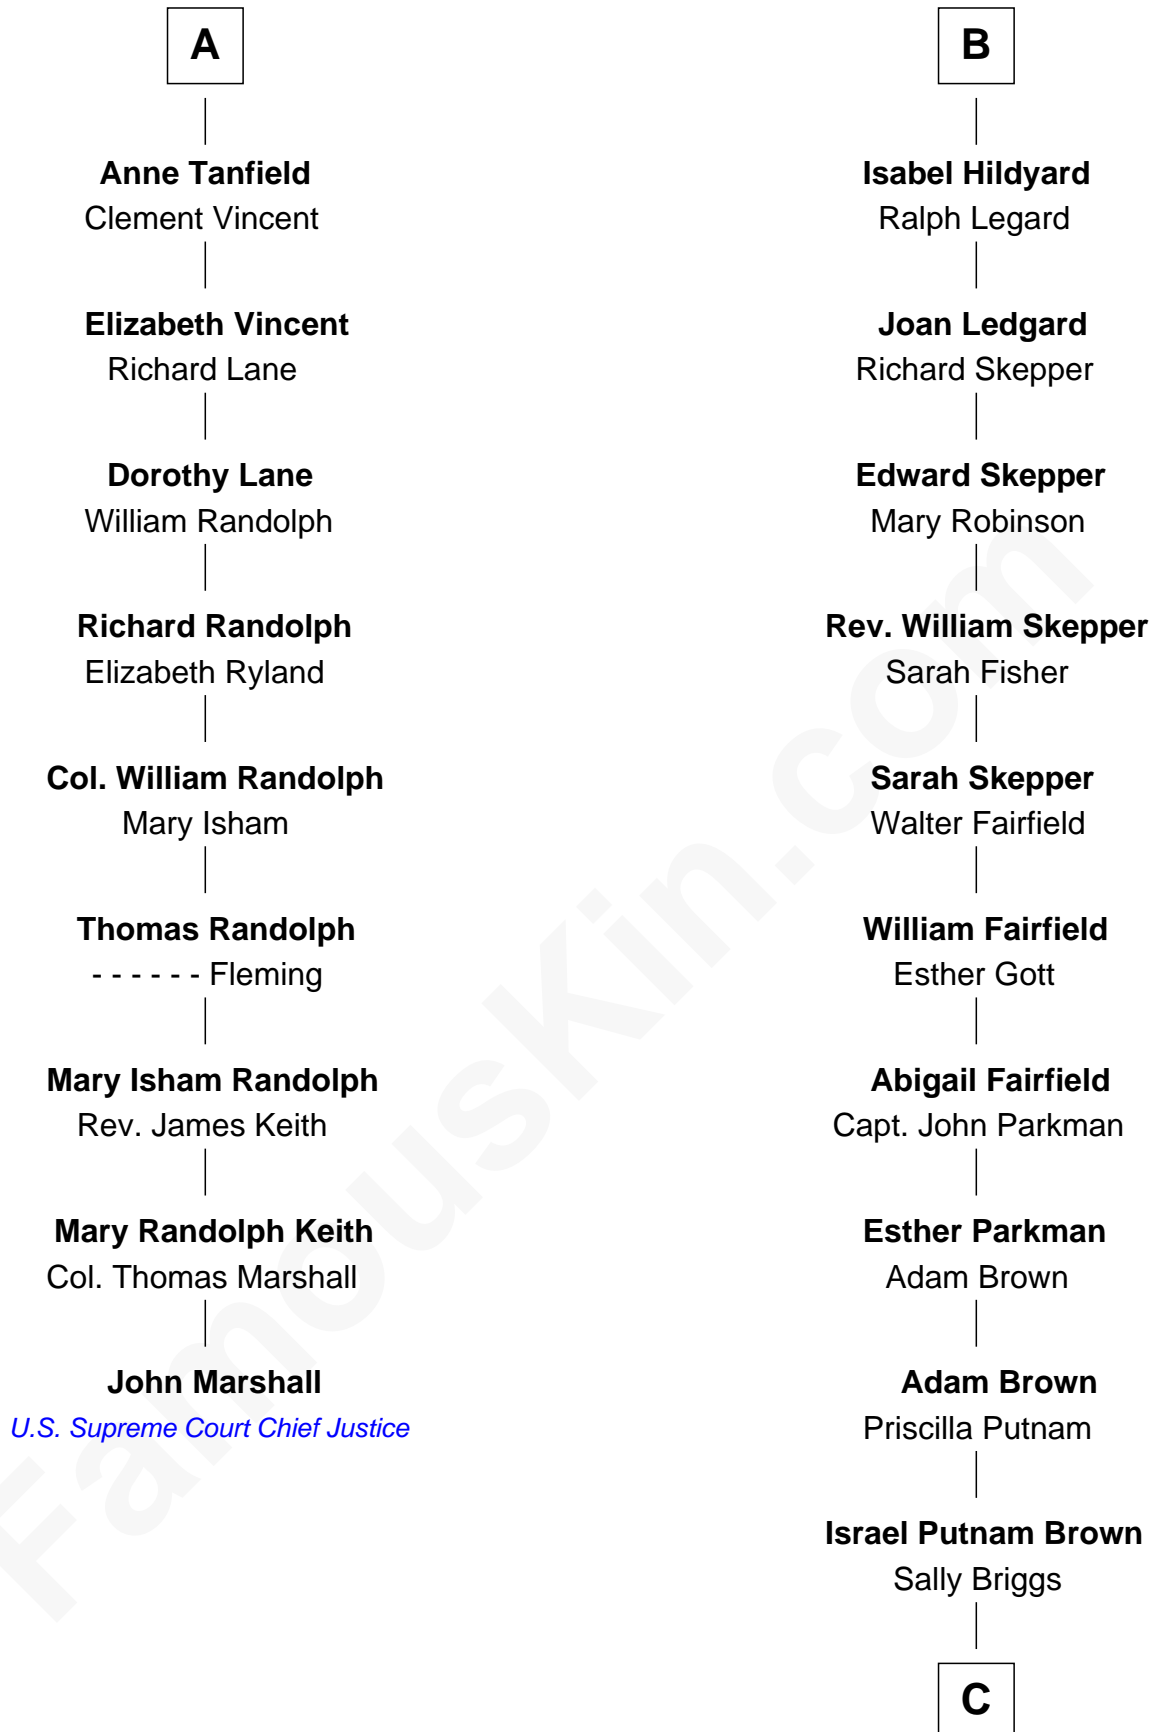 A
Anne Tanfield
Clement Vincent
Elizabeth Vincent
Richard Lane
Dorothy Lane
William Randolph
Richard Randolph
Elizabeth Ryland
Col. William Randolph
Mary Isham
Thomas Randolph
- - - - - - Fleming
Mary Isham Randolph
Rev. James Keith
Mary Randolph Keith
Col. Thomas Marshall
John Marshall
U.S. Supreme Court Chief Justice
B
Isabel Hildyard
Ralph Legard
Joan Ledgard
Richard Skepper
Edward Skepper
Mary Robinson
Rev. William Skepper
Sarah Fisher
Sarah Skepper
Walter Fairfield
William Fairfield
Esther Gott
Abigail Fairfield
Capt. John Parkman
Esther Parkman
Adam Brown
Adam Brown
Priscilla Putnam
Israel Putnam Brown
Sally Briggs
C
FamousKin.com